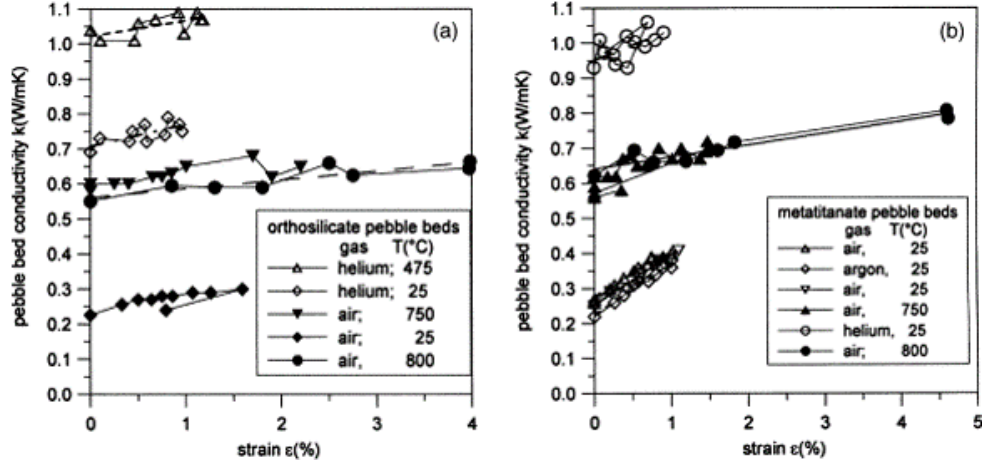 (a)
pebble bed conductivity k(W/mK)
1.1
1.0
0.9
0.8
0.7
0.6
0.5
0.4
0.3
0.2
0.1
0.0
orthosilicate pebble beds
gas T(°C)
helium; 475
helium; 25
air; 750
air; 25
air, 800
0 1 2 3 4
strain ε(%)
(b)
pebble bed conductivity k(W/mK)
1.1
1.0
0.9
0.8
0.7
0.6
0.5
0.4
0.3
0.2
0.1
0.0
metatitanate pebble beds
gas T(°C)
air, 25
argon, 25
air, 25
air, 750
helium, 25
air; 800
0 1 2 3 4 5
strain ε(%)